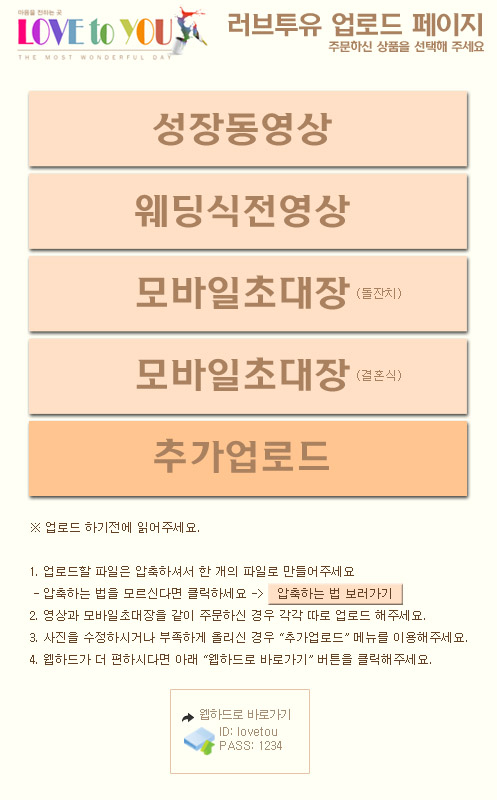 마음을 전하는 곳
LOVE to YOU
THE MOST WONDERFUL DAY
러브투유 업로드 페이지
주문하신 상품을 선택해 주세요
성장동영상
웨딩식전영상
모바일초대장 (돌잔치)
모바일초대장 (결혼식)
추가업로드
※ 업로드 하기전에 읽어주세요.
1. 업로드할 파일은 압축하셔서 한 개의 파일로 만들어주세요
- 압축하는 법을 모르신다면 클릭하세요 -> 압축하는 법 보러가기
2. 영상과 모바일초대장을 같이 주문하신 경우 각각 따로 업로드 해주세요.
3. 사진을 수정하시거나 부족하게 올리신 경우 “추가업로드” 메뉴를 이용해주세요.
4. 웹하드가 더 편하시다면 아래 “웹하드로 바로가기” 버튼을 클릭해주세요.
웹하드로 바로가기
ID: lovetou
PASS: 1234